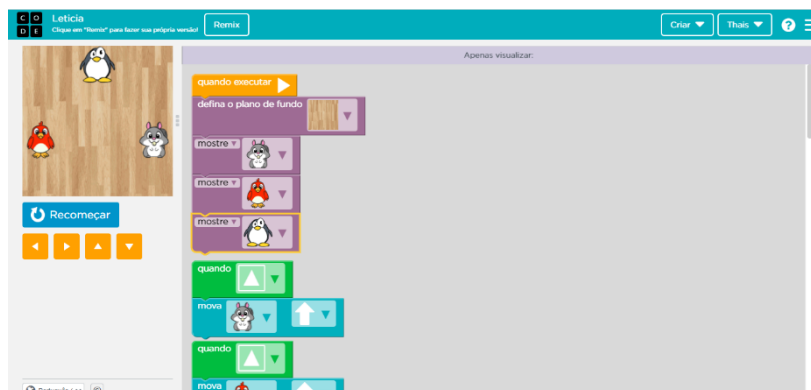 C O
D E
Leticia
Clique em "Remix" para fazer sua própria versão!
Remix
Criar
Thais
?
Apenas visualizar:
quando executar
defina o plano de fundo
mostre
mostre
mostre
quando
mova
quando
mova
Recomeçar